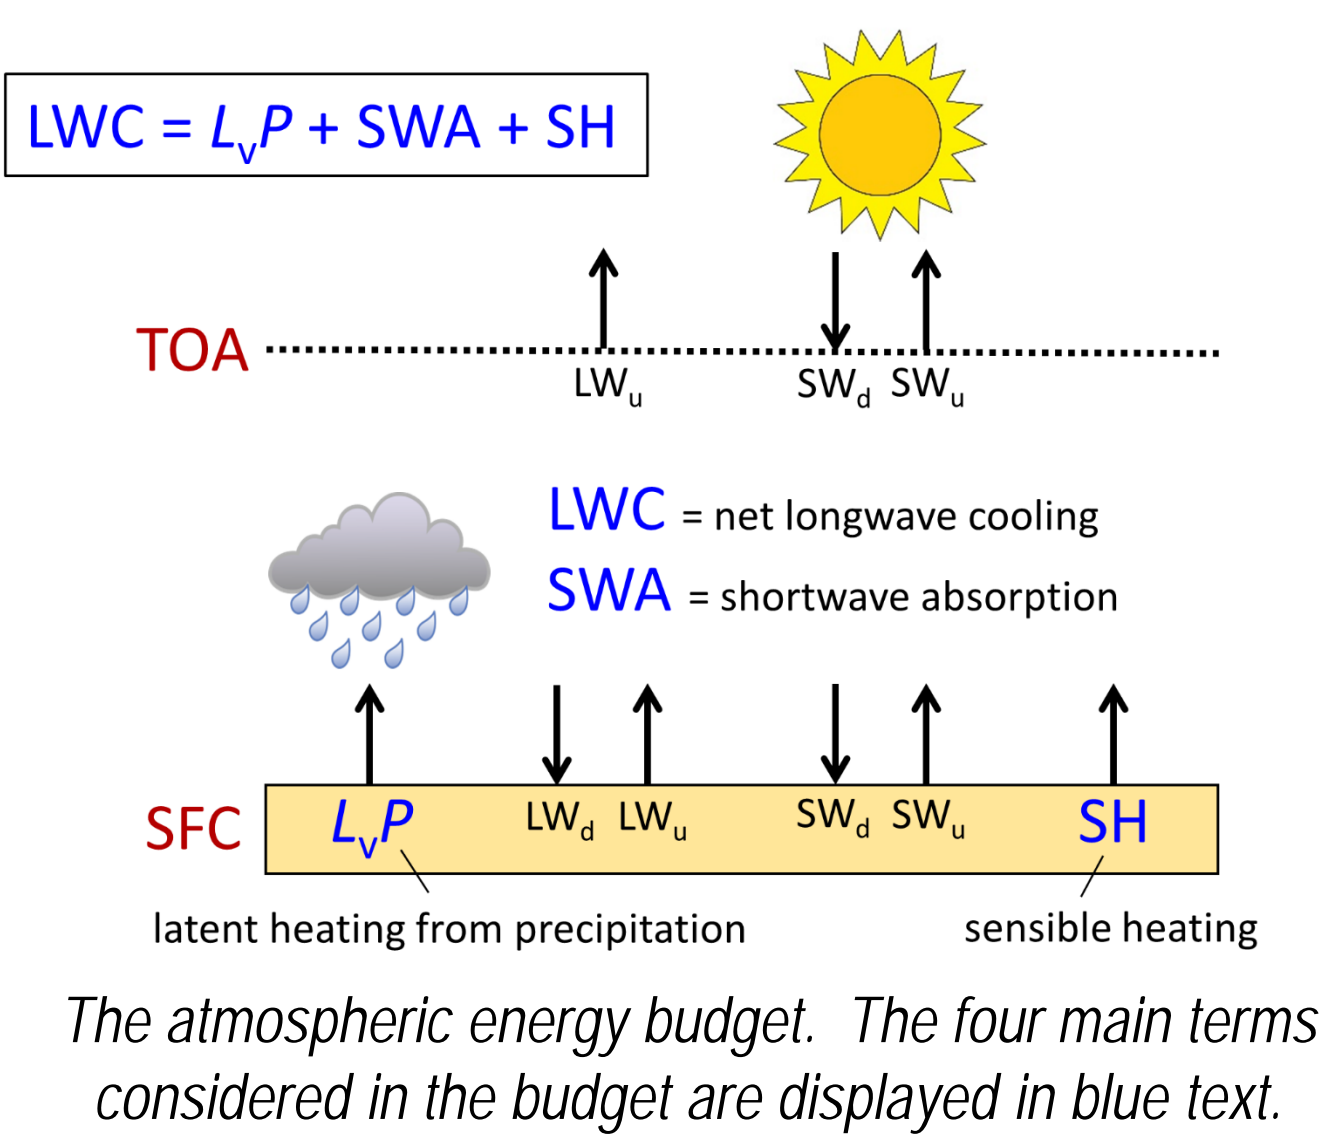 LWC = LvP + SWA + SH
TOA
LWu SWd SWu
LWC = net longwave cooling
SWA = shortwave absorption
SFC LvP LWd LWu SWd SWu SH
latent heating from precipitation sensible heating
The atmospheric energy budget. The four main terms
considered in the budget are displayed in blue text.